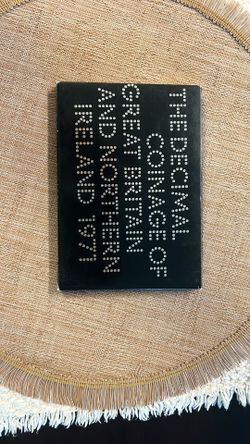 THE DECIMAL
COINAGE OF
GREAT BRITAIN
AND NORTHERN
IRELAND 1971